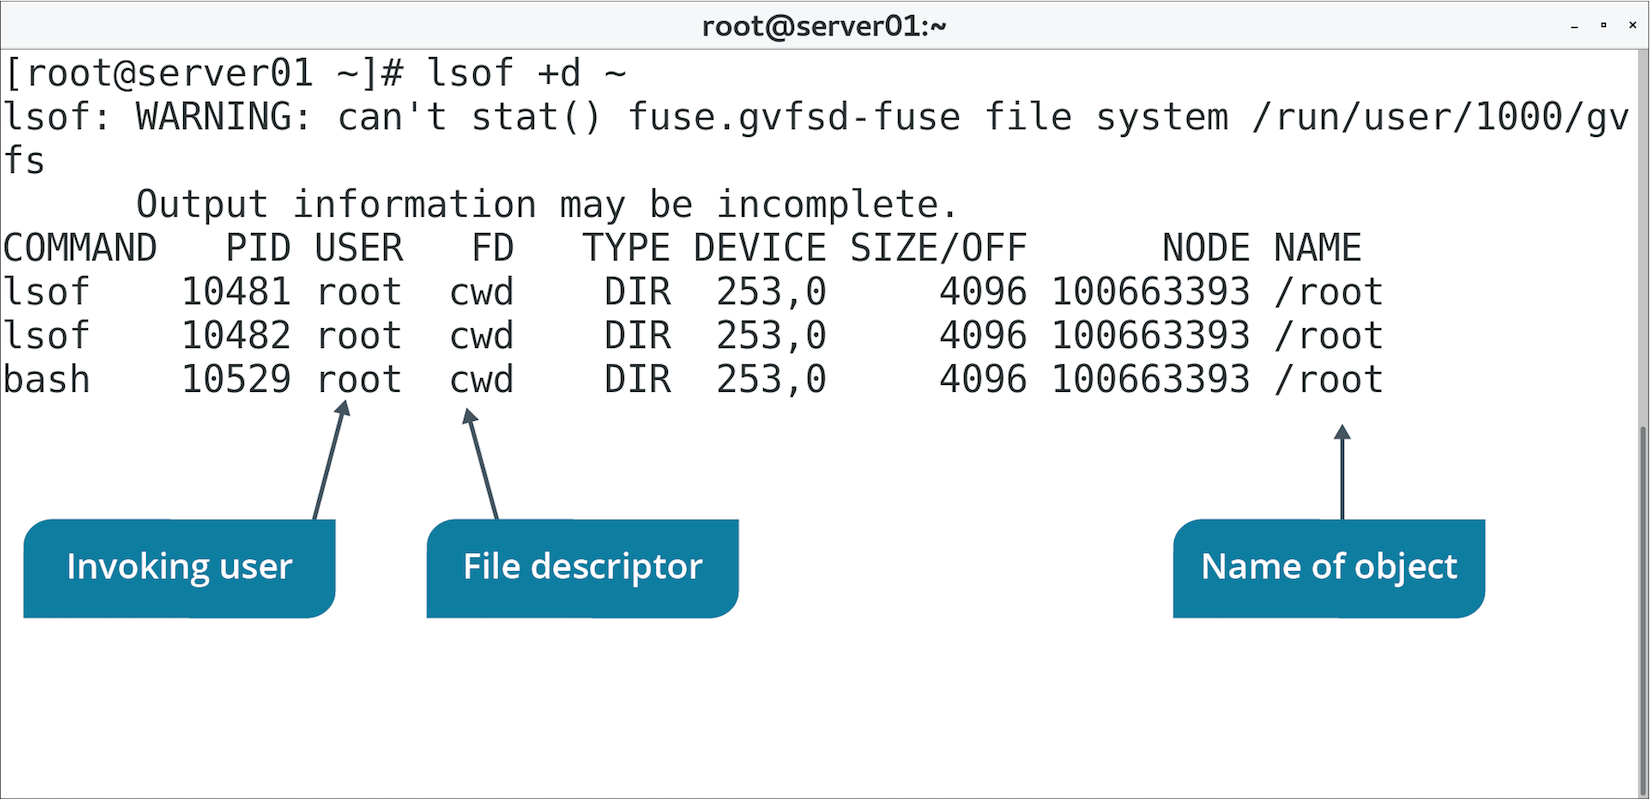 root@server01:~
[root@server01 ~]# lsof +d ~
lsof: WARNING: can't stat() fuse.gvfsd-fuse file system /run/user/1000/gv
fs
      Output information may be incomplete.
COMMAND   PID USER   FD   TYPE DEVICE SIZE/OFF      NODE NAME
lsof    10481 root  cwd    DIR  253,0     4096 100663393 /root
lsof    10482 root  cwd    DIR  253,0     4096 100663393 /root
bash    10529 root  cwd    DIR  253,0     4096 100663393 /root
Invoking user
File descriptor
Name of object